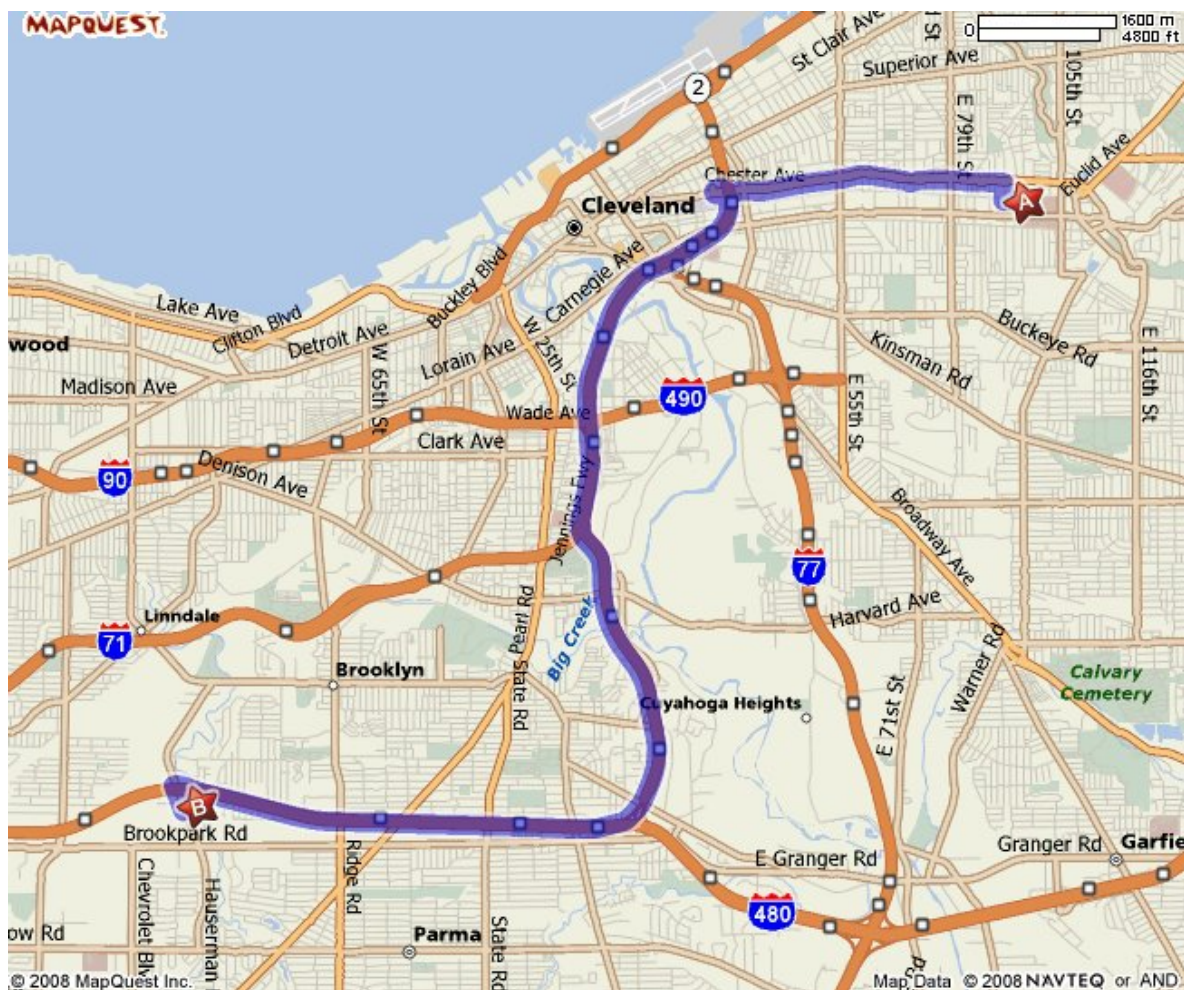 MAPQUEST.
0
1600 m
4800 ft
St Clair Ave
Superior Ave
E 79th St
105th St
2
Chester Ave
Euclid Ave
A
Cleveland
Buckley Blvd
Carnegie Ave
Lake Ave
Clifton Blvd
Detroit Ave
wood
W 65th St
Lorain Ave
W 25th St
Madison Ave
Buckeye Rd
Kinsman Rd
E 116th St
490
Wade Ave
Clark Ave
E 55th St
90
Denison Ave
Jennings Fwy
Broadway Ave
77
Linndale
71
Harvard Ave
Pearl Rd
State Rd
Big Creek
Brooklyn
Warner Rd
Calvary
Cemetery
Cuyahoga Heights
E 71st St
B
Brookpark Rd
Ridge Rd
E Granger Rd
Granger Rd
Garfie
Chevrolet Blv
Hauserman
480
ow Rd
Parma
State Rd
Rd
© 2008 MapQuest Inc.
Map Data © 2008 NAVTEQ or AND